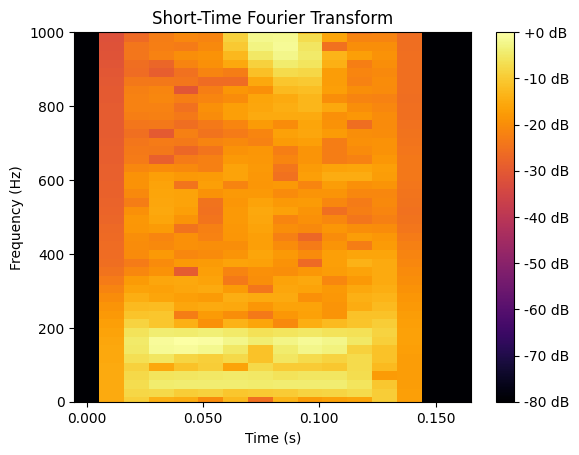 Short-Time Fourier Transform
Frequency (Hz)
1000
800
600
400
200
0
0.000
0.050
0.100
0.150
Time (s)
+0 dB
-10 dB
-20 dB
-30 dB
-40 dB
-50 dB
-60 dB
-70 dB
-80 dB